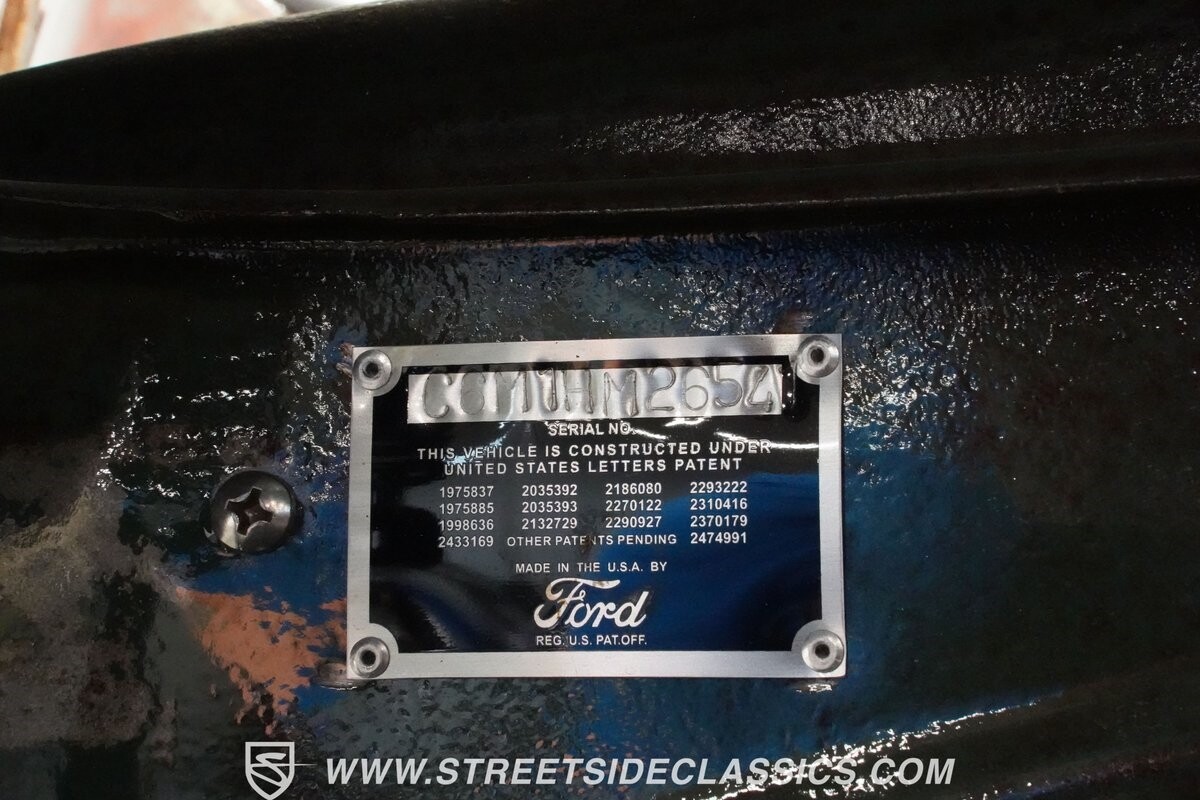 C6M1HM2654
SERIAL NO.
THIS VEHICLE IS CONSTRUCTED UNDER
UNITED STATES LETTERS PATENT
1975837 2035392 2186080 2293222
1975885 2035393 2270122 2310416
1998636 2132729 2290927 2370179
2433169 OTHER PATENTS PENDING 2474991
MADE IN THE U.S.A. BY
Ford
REG. U.S. PAT.OFF.
WWW.STREETSIDECLASSICS.COM